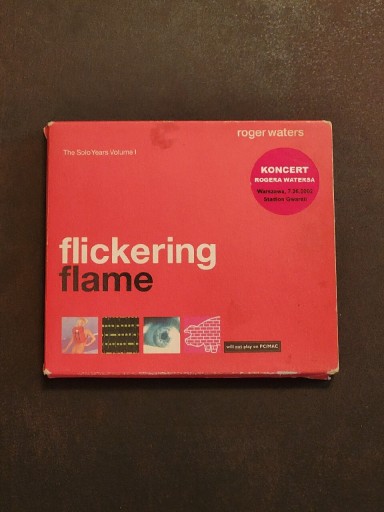 roger waters
The Solo Years Volume I
KONCERT
ROGERA WATERSA
Warszawa, 7.06.2002
Stadion Gwardii
flickering
flame
will not play on PC/MAC